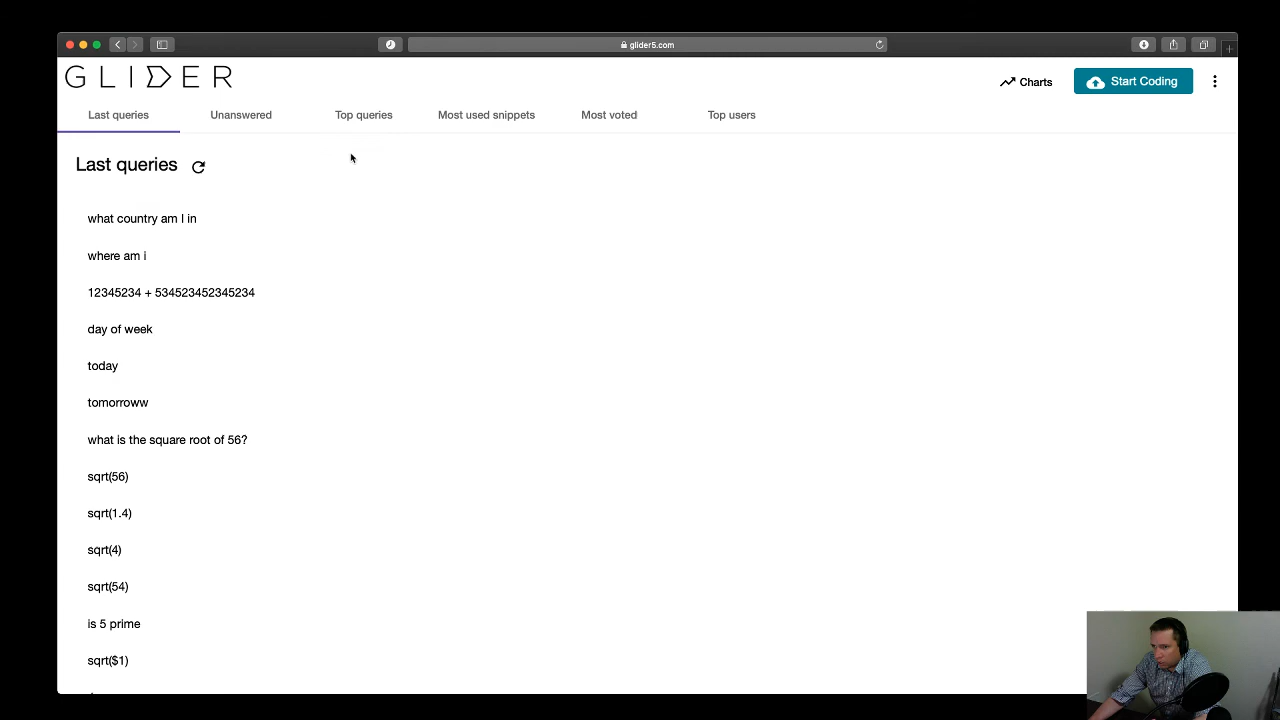 glider5.com
GLIDER
Charts
Start Coding
Last queries
Unanswered
Top queries
Most used snippets
Most voted
Top users
Last queries
what country am I in
where am i
12345234 + 534523452345234
day of week
today
tomorroww
what is the square root of 56?
sqrt(56)
sqrt(1.4)
sqrt(4)
sqrt(54)
is 5 prime
sqrt($1)